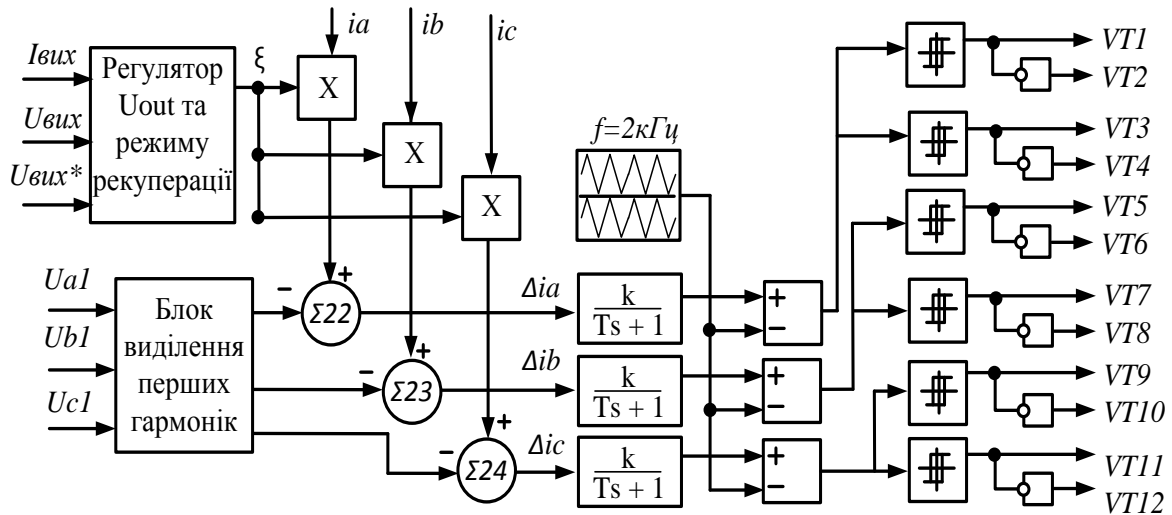 ia
ib
ic
Iвих
Uвих
Uвих*
Регулятор
Uout та
режиму
рекуперації
ξ
X
X
X
f=2кГц
VT1
VT2
VT3
VT4
VT5
VT6
VT7
VT8
VT9
VT10
VT11
VT12
Ua1
Ub1
Uc1
Блок
виділення
перших
гармонік
− + Σ22
− + Σ23
− + Σ24
Δia
Δib
Δic
k
Ts + 1
k
Ts + 1
k
Ts + 1
+
−
+
−
+
−